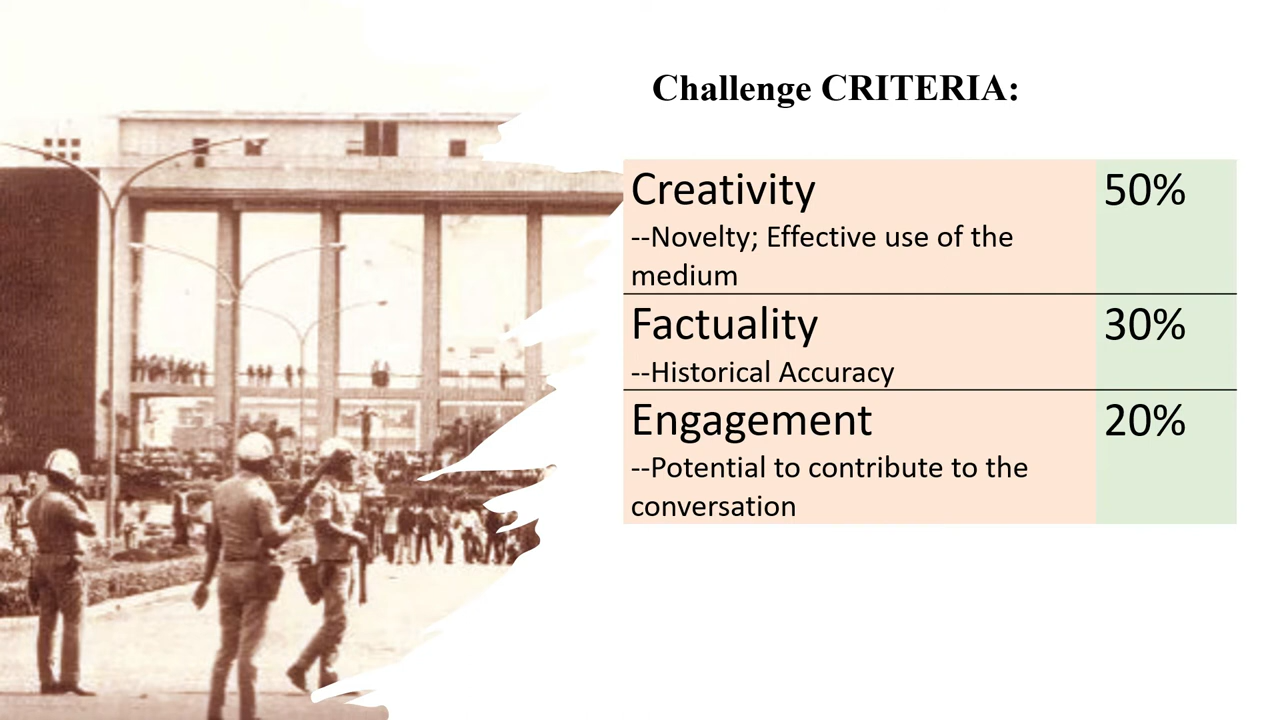 Challenge CRITERIA:
Creativity
50%
--Novelty; Effective use of the
medium
Factuality
30%
--Historical Accuracy
Engagement
20%
--Potential to contribute to the
conversation